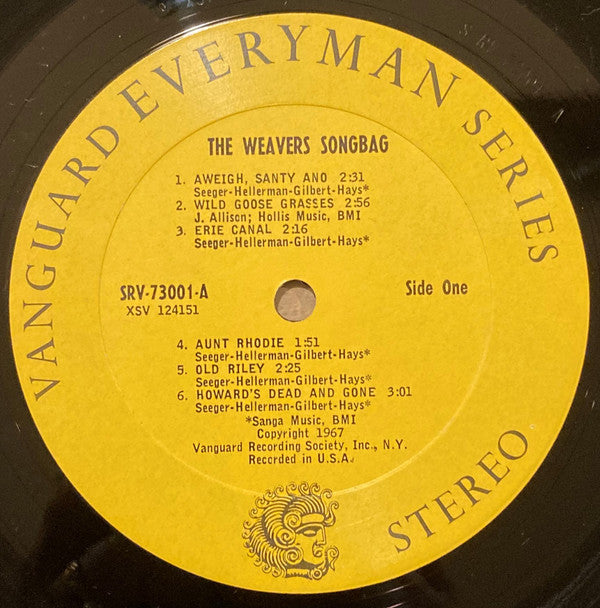 VANGUARD EVERYMAN SERIES
THE WEAVERS SONGBAG
1. AWEIGH, SANTY ANO 2:31
Seeger-Hellerman-Gilbert-Hays*
2. WILD GOOSE GRASSES 2:56
J. Allison; Hollis Music, BMI
3. ERIE CANAL 2:16
Seeger-Hellerman-Gilbert-Hays*
SRV-73001-A
XSV 124151
Side One
4. AUNT RHODIE 1:51
Seeger-Hellerman-Gilbert-Hays*
5. OLD RILEY 2:25
Seeger-Hellerman-Gilbert-Hays*
6. HOWARD'S DEAD AND GONE 3:01
Seeger-Hellerman-Gilbert-Hays*
*Sanga Music, BMI
Copyright 1967
Vanguard Recording Society, Inc., N.Y.
Recorded in U.S.A.
STEREO